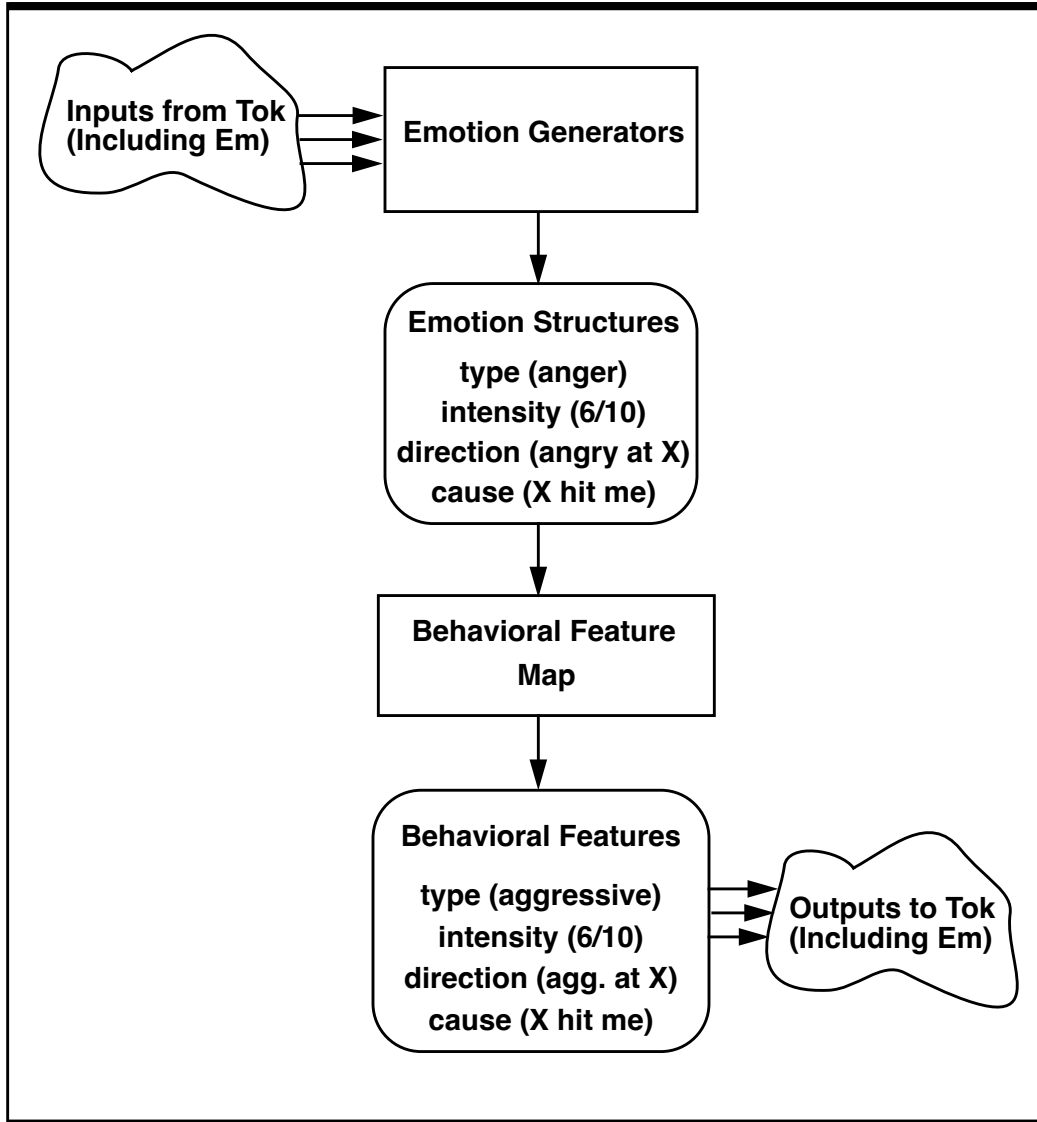 Inputs from Tok
(Including Em)
Emotion Generators
Emotion Structures
type (anger)
intensity (6/10)
direction (angry at X)
cause (X hit me)
Behavioral Feature
Map
Behavioral Features
type (aggressive)
intensity (6/10)
direction (agg. at X)
cause (X hit me)
Outputs to Tok
(Including Em)